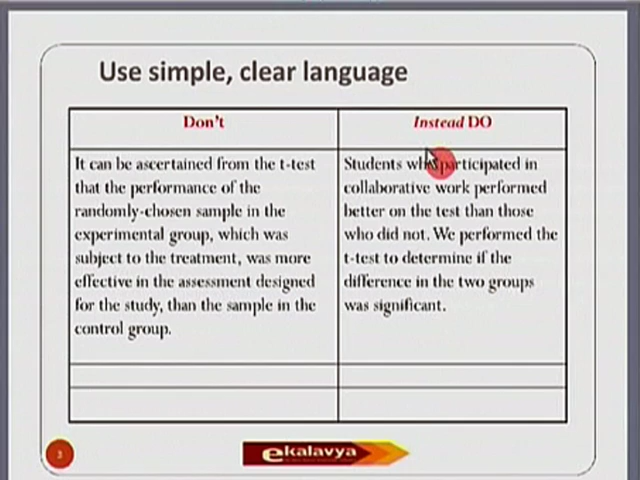 Use simple, clear language
Don't
Instead DO
It can be ascertained from the t-test
that the performance of the
randomly-chosen sample in the
experimental group, which was
subject to the treatment, was more
effective in the assessment designed
for the study, than the sample in the
control group.
Students who participated in
collaborative work performed
better on the test than those
who did not. We performed the
t-test to determine if the
difference in the two groups
was significant.
3
ekalavya